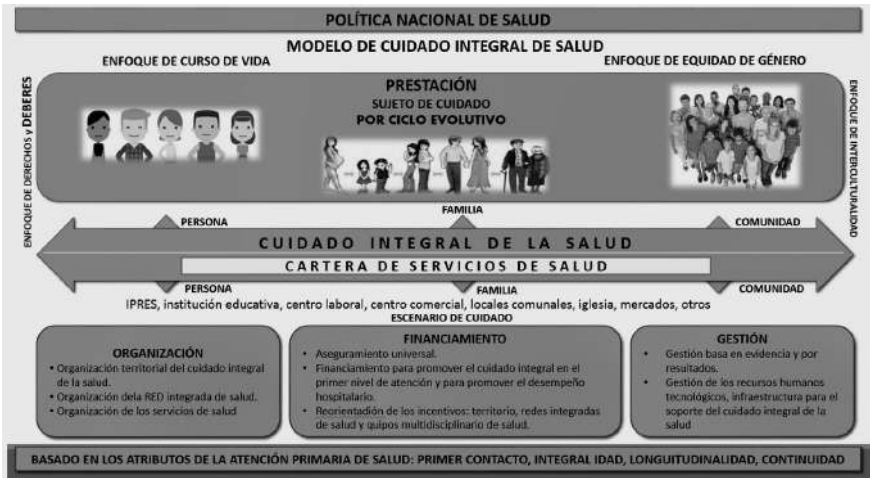 POLÍTICA NACIONAL DE SALUD
MODELO DE CUIDADO INTEGRAL DE SALUD
ENFOQUE DE CURSO DE VIDA
ENFOQUE DE EQUIDAD DE GÉNERO
ENFOQUE DE DERECHOS y DEBERES
PRESTACIÓN
SUJETO DE CUIDADO
POR CICLO EVOLUTIVO
ENFOQUE DE INTERCULTURALIDAD
PERSONA
FAMILIA
COMUNIDAD
CUIDADO INTEGRAL DE LA SALUD
CARTERA DE SERVICIOS DE SALUD
PERSONA
FAMILIA
COMUNIDAD
IPRES, institución educativa, centro laboral, centro comercial, locales comunales, iglesia, mercados, otros
ESCENARIO DE CUIDADO
ORGANIZACIÓN
• Organización territorial del cuidado integral
de la salud.
• Organización dela RED integrada de salud.
• Organización de los servicios de salud
FINANCIAMIENTO
• Aseguramiento universal.
• Financiamiento para promover el cuidado integral en el
primer nivel de atención y para promover el desempeño
hospitalario.
• Reorientadión de los incentivos: territorio, redes integradas
de salud y quipos multidisciplinario de salud.
GESTIÓN
• Gestión basa en evidencia y por
resultados.
• Gestión de los recursos humanos
tecnológicos, infraestructura para el
soporte del cuidado integral de la
salud
BASADO EN LOS ATRIBUTOS DE LA ATENCIÓN PRIMARIA DE SALUD: PRIMER CONTACTO, INTEGRAL IDAD, LONGUITUDINALIDAD, CONTINUIDAD